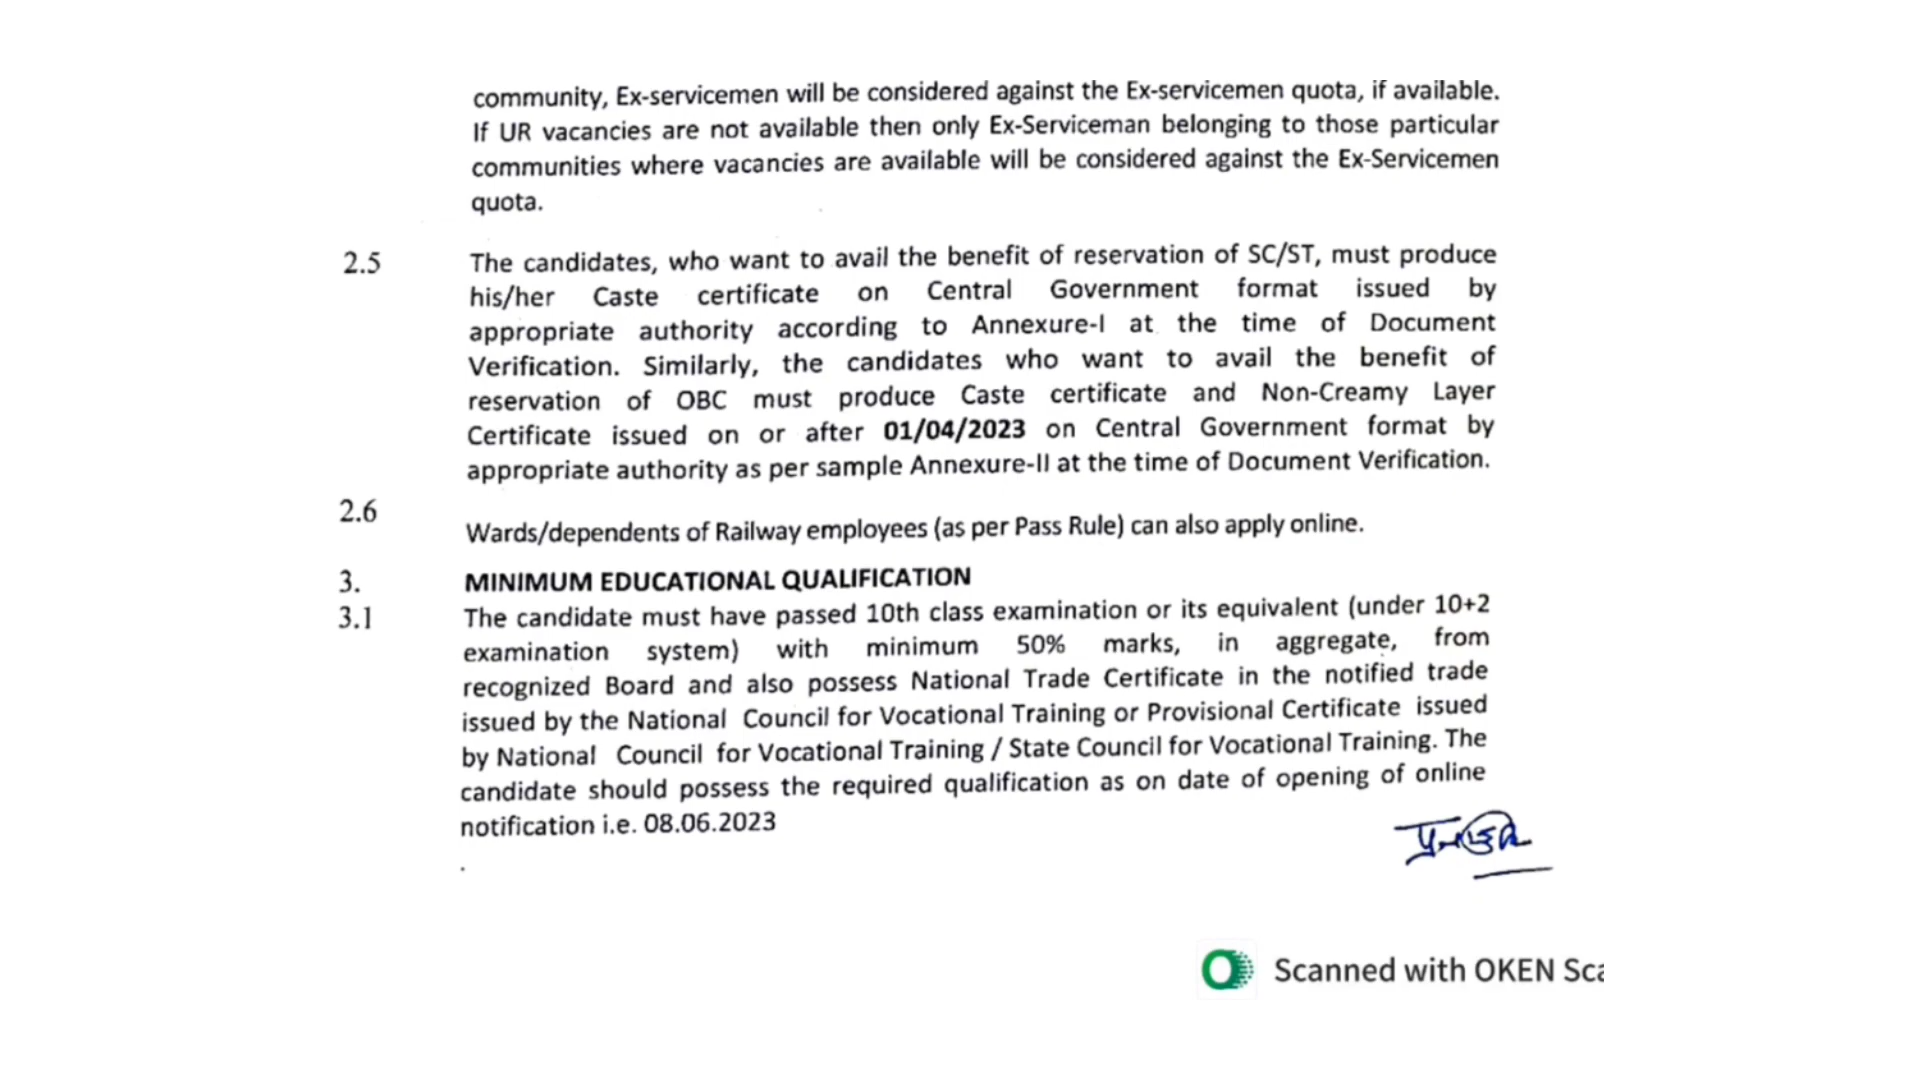 community, Ex-servicemen will be considered against the Ex-servicemen quota, if available.
If UR vacancies are not available then only Ex-Serviceman belonging to those particular
communities where vacancies are available will be considered against the Ex-Servicemen
quota.
2.5 The candidates, who want to avail the benefit of reservation of SC/ST, must produce
his/her Caste certificate on Central Government format issued by
appropriate authority according to Annexure-I at the time of Document
Verification. Similarly, the candidates who want to avail the benefit of
reservation of OBC must produce Caste certificate and Non-Creamy Layer
Certificate issued on or after 01/04/2023 on Central Government format by
appropriate authority as per sample Annexure-II at the time of Document Verification.
2.6 Wards/dependents of Railway employees (as per Pass Rule) can also apply online.
3. MINIMUM EDUCATIONAL QUALIFICATION
3.1 The candidate must have passed 10th class examination or its equivalent (under 10+2
examination system) with minimum 50% marks, in aggregate, from
recognized Board and also possess National Trade Certificate in the notified trade
issued by the National Council for Vocational Training or Provisional Certificate issued
by National Council for Vocational Training / State Council for Vocational Training. The
candidate should possess the required qualification as on date of opening of online
notification i.e. 08.06.2023
Scanned with OKEN Sca